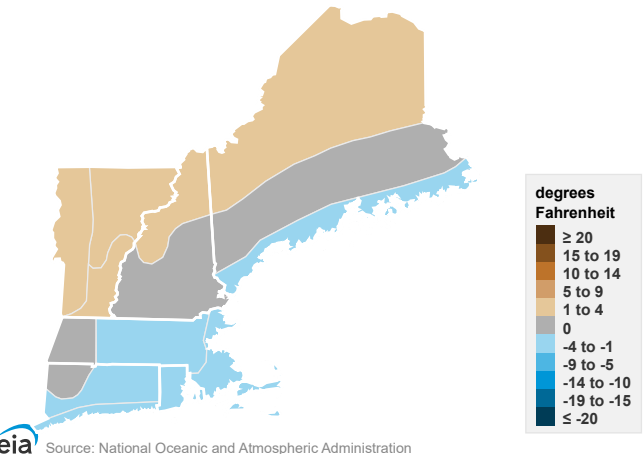 degrees
Fahrenheit
≥ 20
15 to 19
10 to 14
5 to 9
1 to 4
0
-4 to -1
-9 to -5
-14 to -10
-19 to -15
≤ -20
eia Source: National Oceanic and Atmospheric Administration